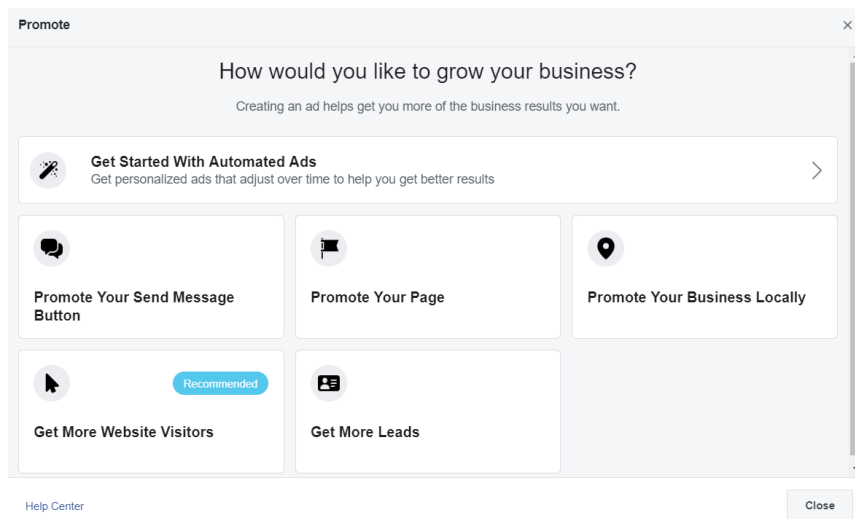 Promote
How would you like to grow your business?
Creating an ad helps get you more of the business results you want.
Get Started With Automated Ads
Get personalized ads that adjust over time to help you get better results
Promote Your Send Message
Button
Promote Your Page
Promote Your Business Locally
Recommended
Get More Website Visitors
Get More Leads
Help Center
Close